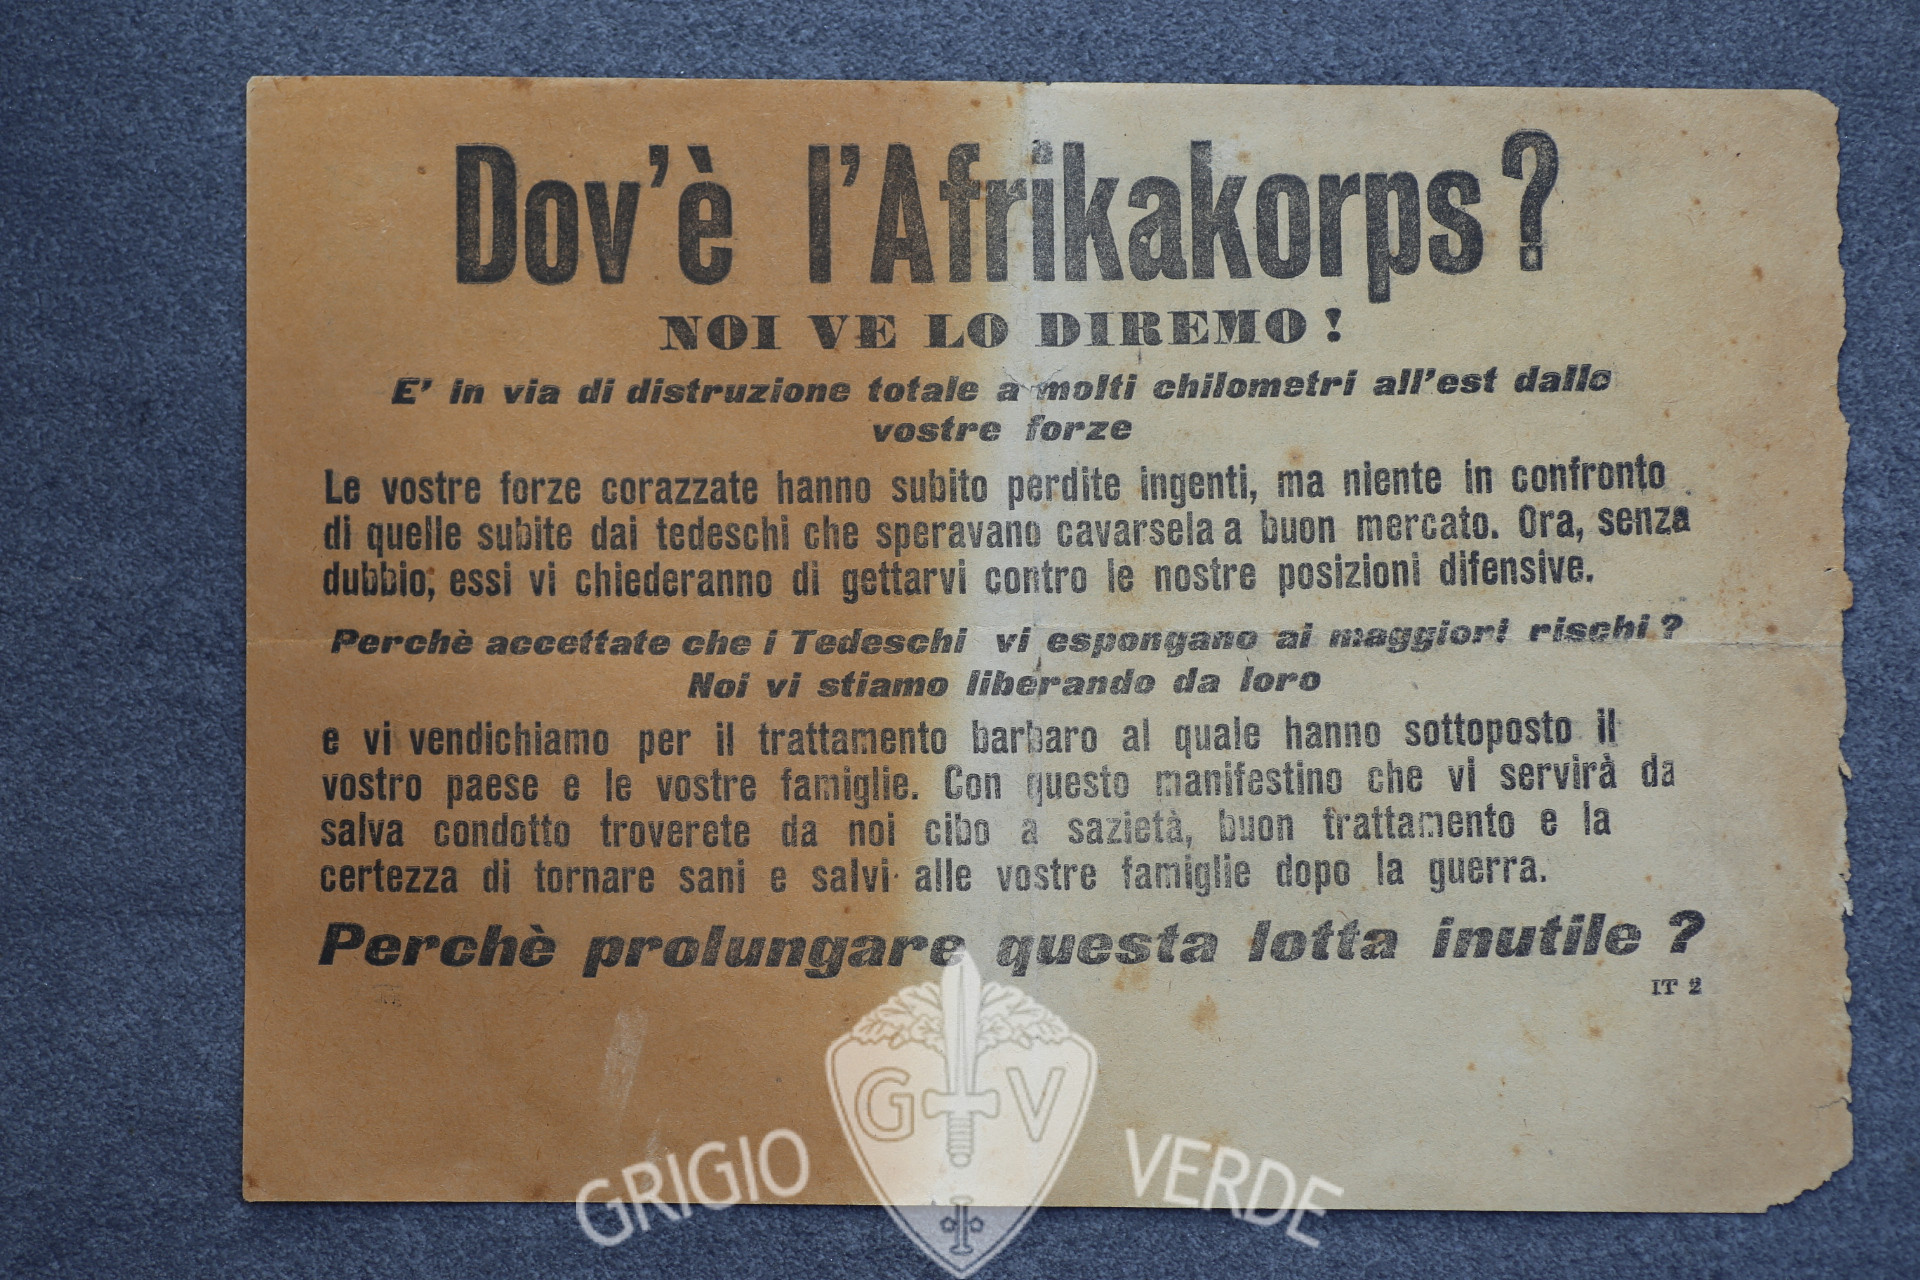 Dov'è l'Afrikakorps?
NOI VE LO DIREMO!
E' in via di distruzione totale a molti chilometri all'est dallo
vostre forze
Le vostre forze corazzate hanno subito perdite ingenti, ma niente in confronto
di quelle subite dai tedeschi che speravano cavarsela a buon mercato. Ora, senza
dubbio, essi vi chiederanno di gettarvi contro le nostre posizioni difensive.
Perchè accettate che i Tedeschi vi espongano ai maggiori rischi?
Noi vi stiamo liberando da loro
e vi vendichiamo per il trattamento barbaro al quale hanno sottoposto il
vostro paese e le vostre famiglie. Con questo manifestino che vi servirà da
salva condotto troverete da noi cibo a sazietà, buon trattamento e la
certezza di tornare sani e salvi alle vostre famiglie dopo la guerra.
Perchè prolungare questa lotta inutile?
IT 2
G V
GRIGIO VERDE